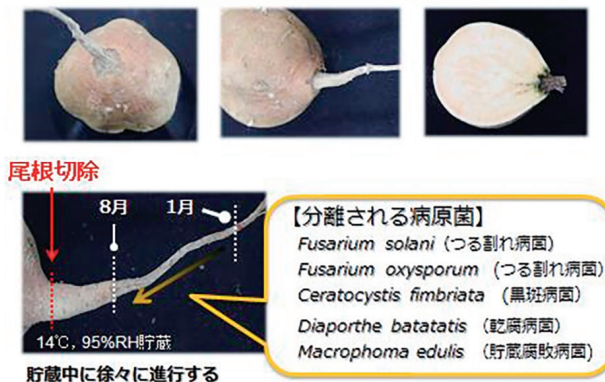 尾根切除
8月
1月
14℃, 95%RH貯蔵
貯蔵中に徐々に進行する
【分離される病原菌】
Fusarium solani (つる割れ病菌)
Fusarium oxysporum (つる割れ病菌)
Ceratocystis fimbriata (黒斑病菌)
Diaporthe batatatis (乾腐病菌)
Macrophoma edulis (貯蔵腐敗病菌)